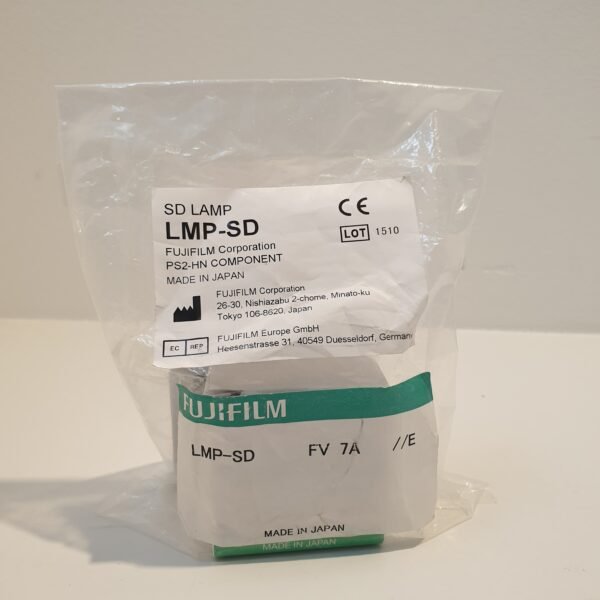 SD LAMP
LMP-SD
CE
LOT 1510
FUJIFILM Corporation
PS2-HN COMPONENT
MADE IN JAPAN
FUJIFILM Corporation
26-30, Nishiazabu 2-chome, Minato-ku
Tokyo 106-8620, Japan
EC REP
FUJIFILM Europe GmbH
Heesenstrasse 31, 40549 Duesseldorf, Germany
FUJIFILM
LMP-SD FV 7A //E
MADE IN JAPAN
MADE IN JAPAN